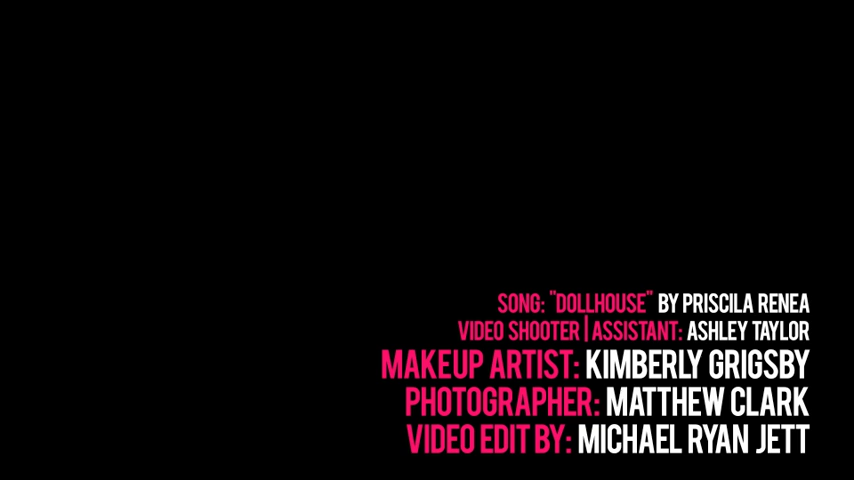 SONG: "DOLLHOUSE" BY PRISCILA RENEA
VIDEO SHOOTER | ASSISTANT: ASHLEY TAYLOR
MAKEUP ARTIST: KIMBERLY GRIGSBY
PHOTOGRAPHER: MATTHEW CLARK
VIDEO EDIT BY: MICHAEL RYAN JETT